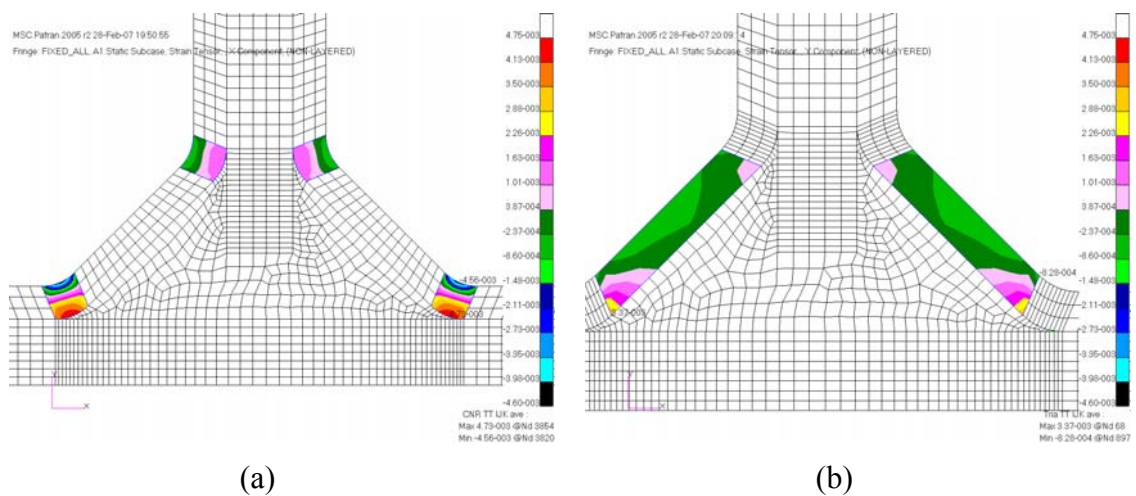 MSC.Patran 2005 r2 28-Feb-07 19:50:55
Fringe: FIXED_ALL, A1:Static Subcase, Strain Tensor, , X Component, (NON-LAYERED)
4.75-003
4.13-003
3.50-003
2.88-003
2.26-003
1.63-003
1.01-003
3.87-004
-2.37-004
-8.60-004
-1.49-003
-2.11-003
-2.73-003
-3.35-003
-3.98-003
-4.60-003
-4.56-003
Y
X
CNR TT IJK ave :
Max 4.73-003 @Nd 3854
Min -4.56-003 @Nd 3820
(a)
MSC.Patran 2005 r2 28-Feb-07 20:09:14
Fringe: FIXED_ALL, A1:Static Subcase, Strain Tensor, , Y Component, (NON-LAYERED)
4.75-003
4.13-003
3.50-003
2.88-003
2.26-003
1.63-003
1.01-003
3.87-004
-2.37-004
-8.60-004
-1.49-003
-2.11-003
-2.73-003
-3.35-003
-3.98-003
-4.60-003
-8.28-004
3.37-003
Y
X
Tria TT IJK ave :
Max 3.37-003 @Nd 68
Min -8.28-004 @Nd 897
(b)